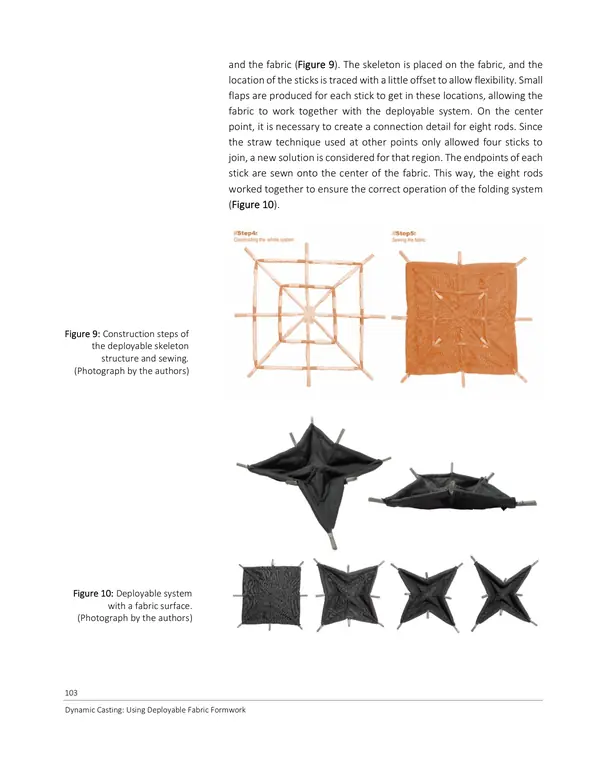 and the fabric (Figure 9). The skeleton is placed on the fabric, and the
location of the sticks is traced with a little offset to allow flexibility. Small
flaps are produced for each stick to get in these locations, allowing the
fabric to work together with the deployable system. On the center
point, it is necessary to create a connection detail for eight rods. Since
the straw technique used at other points only allowed four sticks to
join, a new solution is considered for that region. The endpoints of each
stick are sewn onto the center of the fabric. This way, the eight rods
worked together to ensure the correct operation of the folding system
(Figure 10).
//Step4:
Constructing the whole system
//Step5:
Sewing the fabric
Figure 9: Construction steps of
the deployable skeleton
structure and sewing.
(Photograph by the authors)
Figure 10: Deployable system
with a fabric surface.
(Photograph by the authors)
103
Dynamic Casting: Using Deployable Fabric Formwork